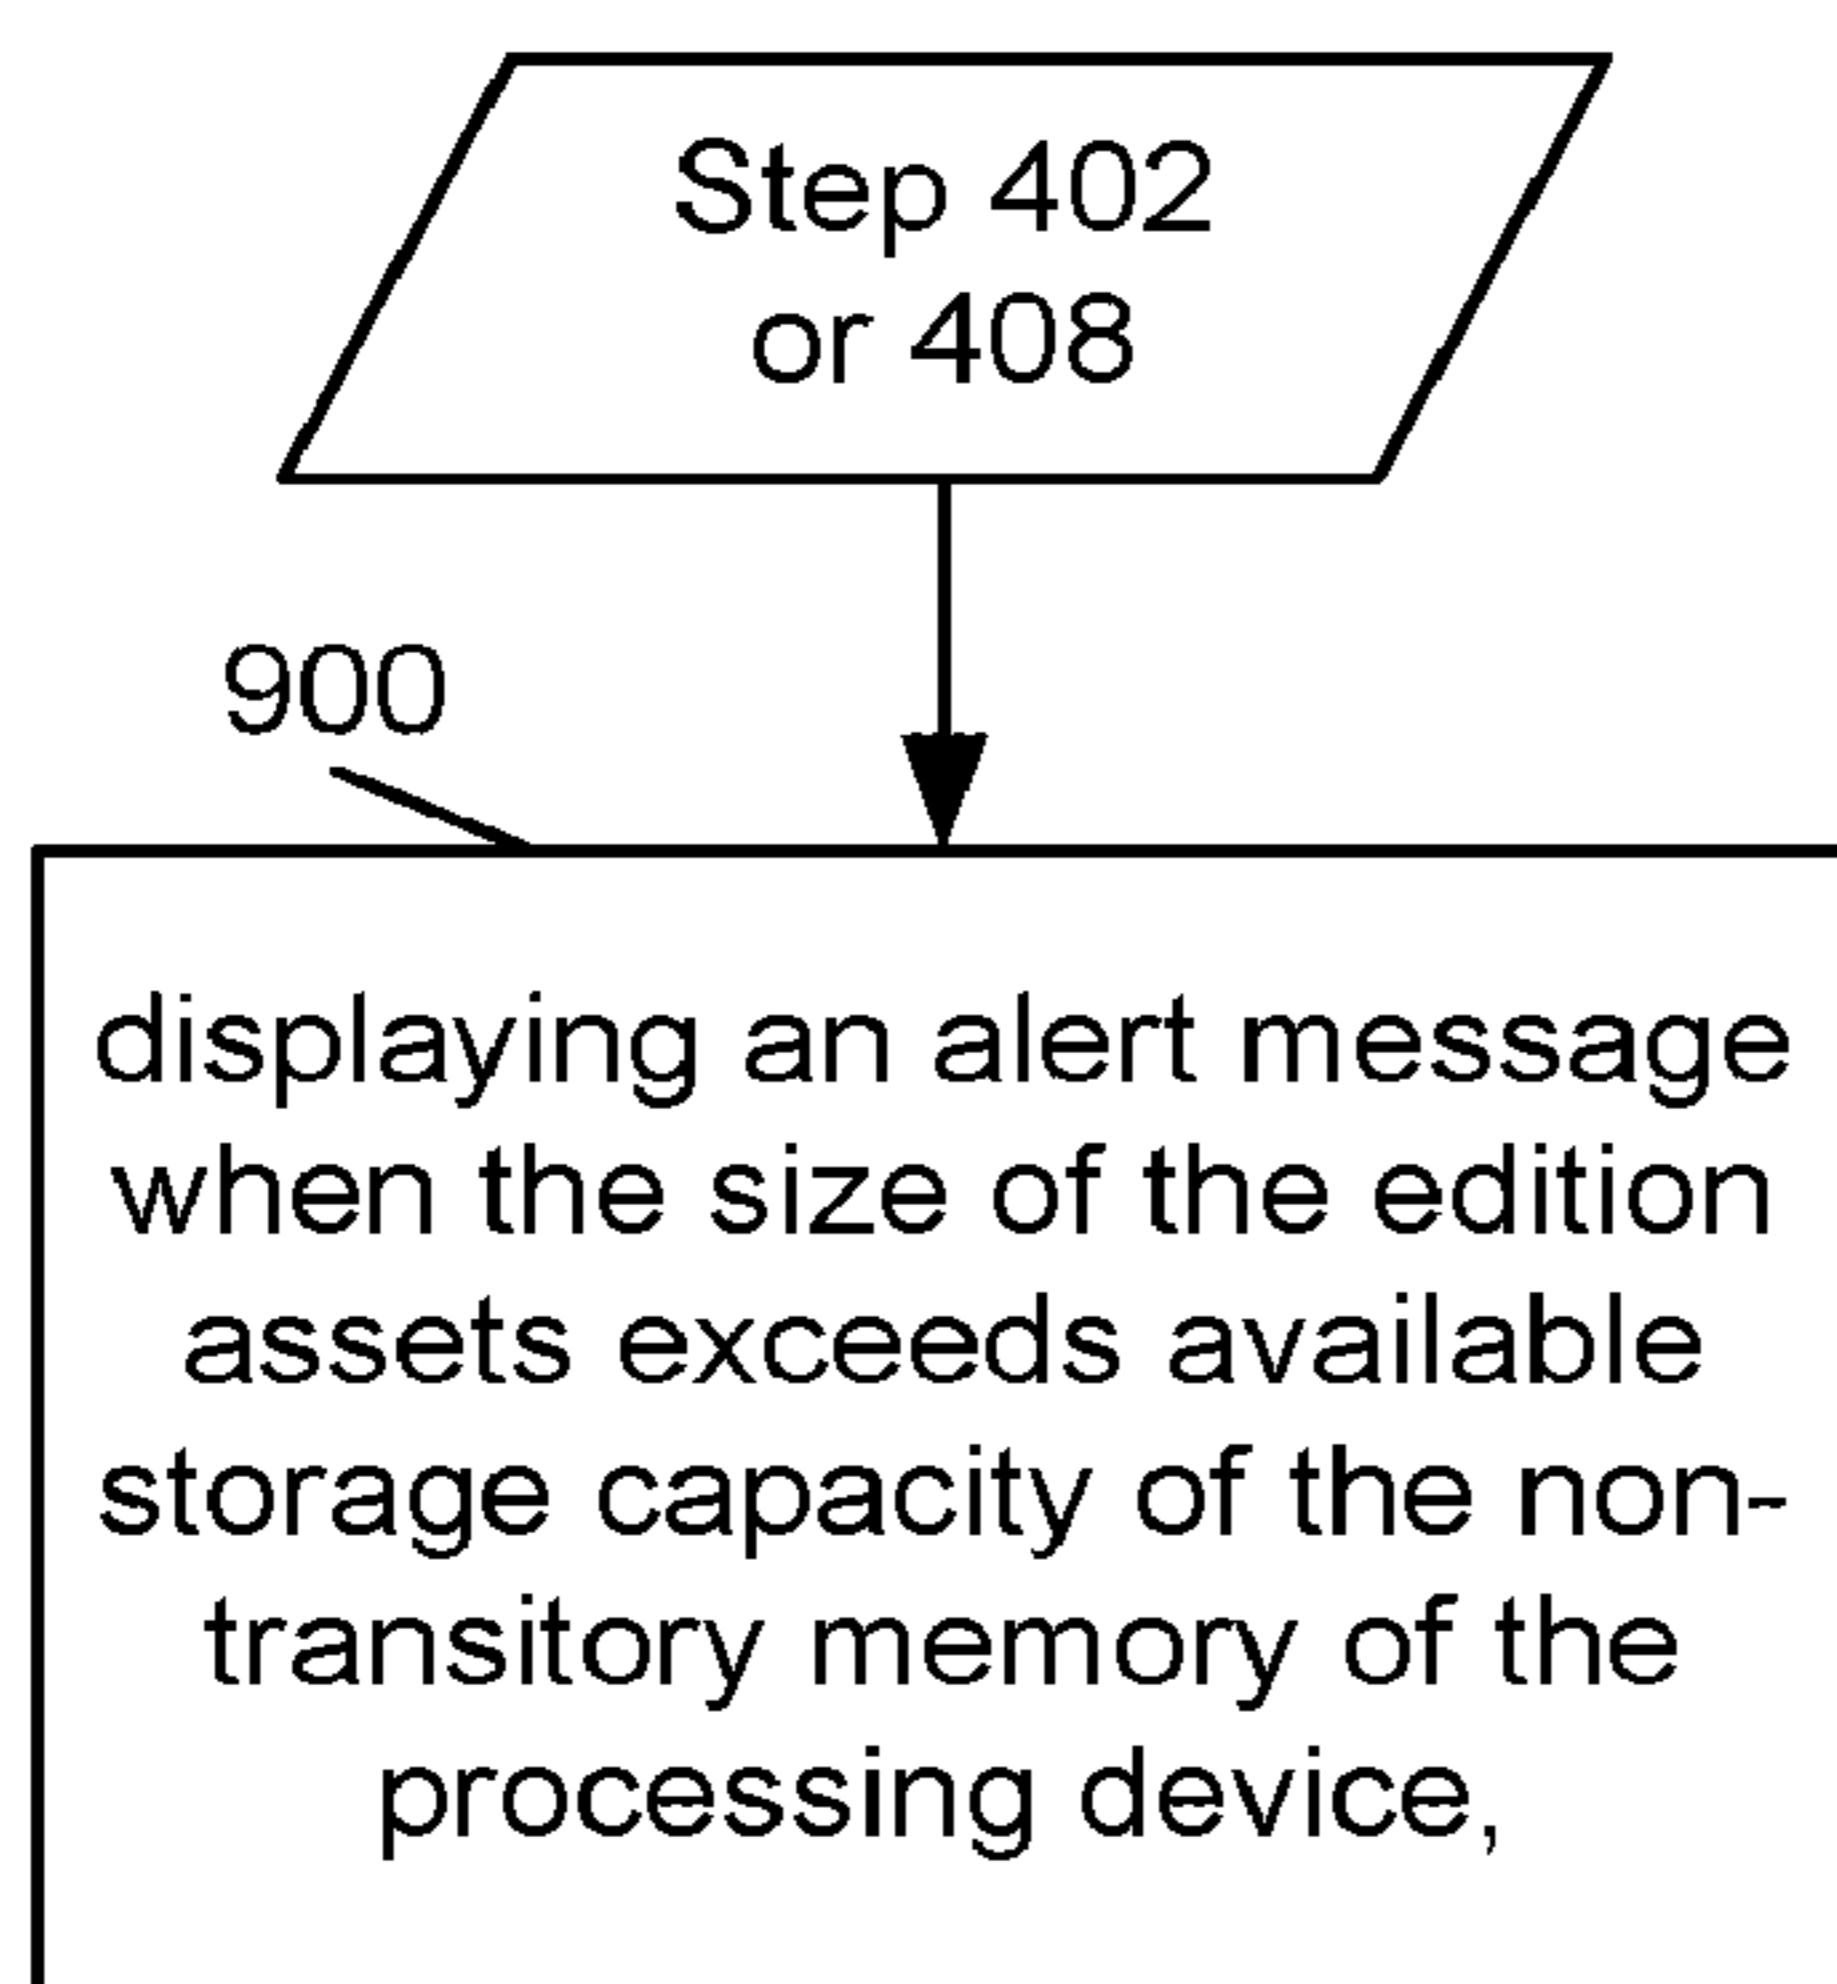 Step 402
or 408
900
displaying an alert message
when the size of the edition
assets exceeds available
storage capacity of the non-
transitory memory of the
processing device,